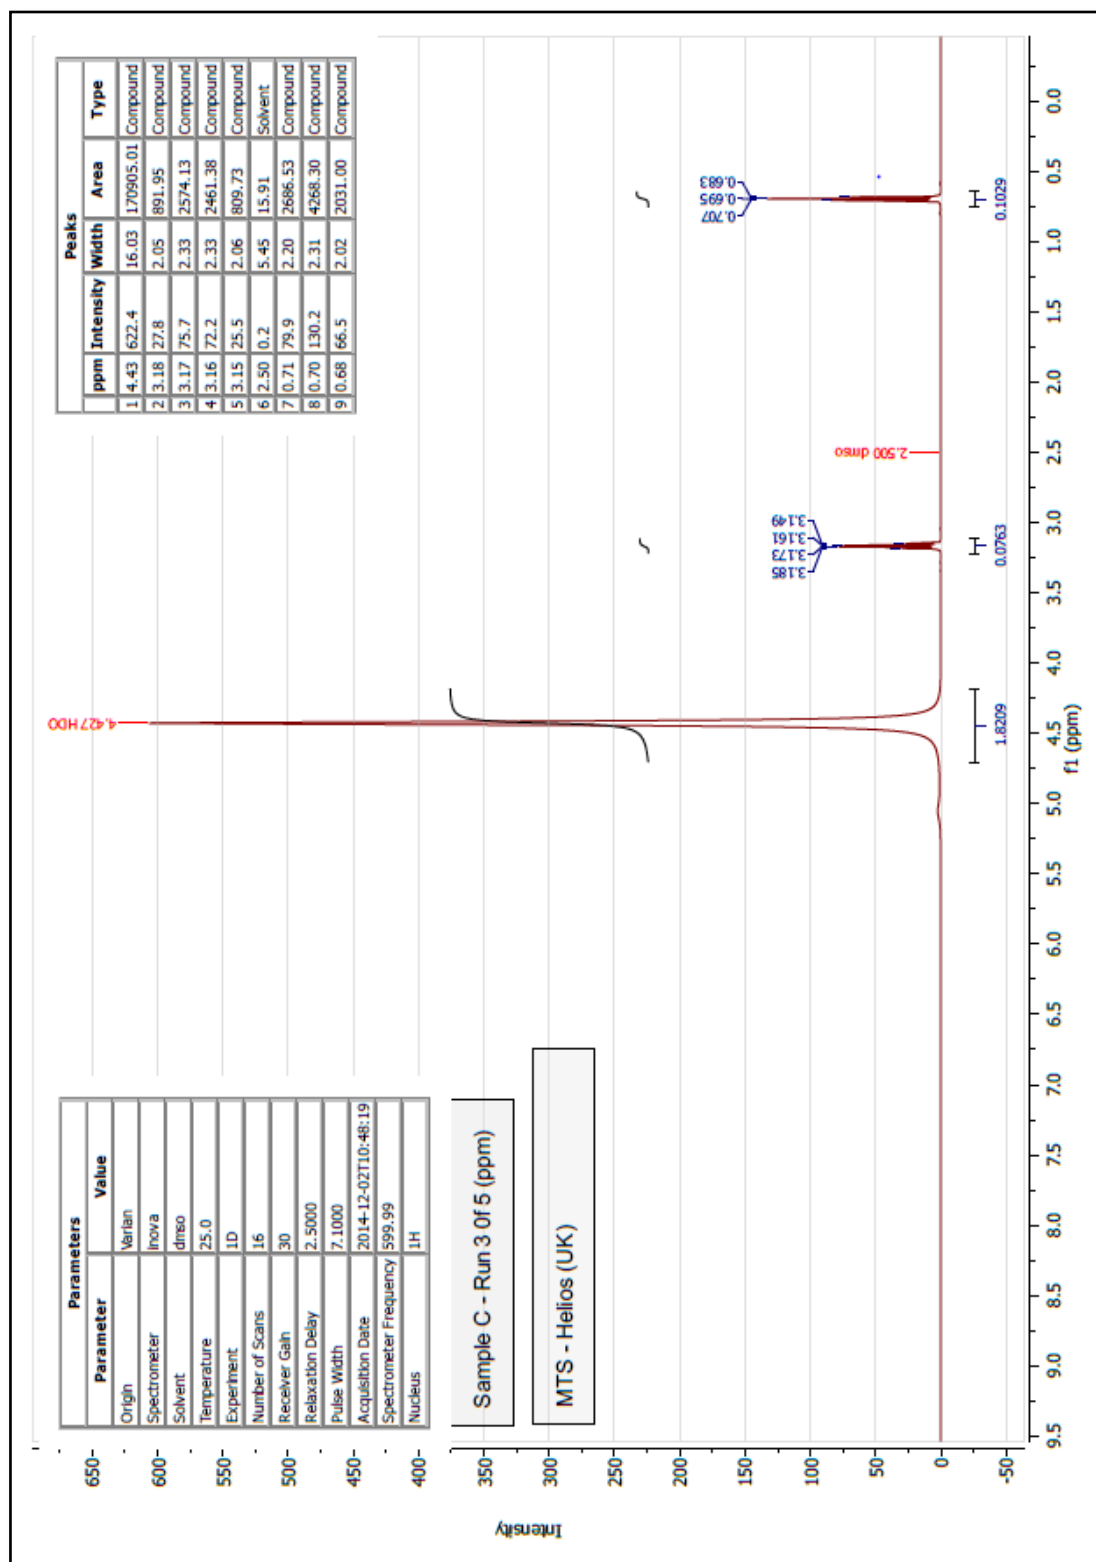 Parameters
Parameter Value
Origin Varian
Spectrometer inova
Solvent dmso
Temperature 25.0
Experiment 1D
Number of Scans 16
Receiver Gain 30
Relaxation Delay 2.5000
Pulse Width 7.1000
Acquisition Date 2014-12-02T10:48:19
Spectrometer Frequency 599.99
Nucleus 1H
Peaks
ppm Intensity Width Area Type
1 4.43 622.4 16.03 170905.01 Compound
2 3.18 27.8 2.05 891.95 Compound
3 3.17 75.7 2.33 2574.13 Compound
4 3.16 72.2 2.33 2461.38 Compound
5 3.15 25.5 2.06 809.73 Compound
6 2.50 0.2 5.45 15.91 Solvent
7 0.71 79.9 2.20 2686.53 Compound
8 0.70 130.2 2.31 4268.30 Compound
9 0.68 66.5 2.02 2031.00 Compound
Sample C - Run 3 0f 5 (ppm)
MTS - Helios (UK)
4.427 HDO
3.185
3.173
3.161
3.149
2.500 dmso
0.707
0.695
0.683
1.8209
0.0763
0.1029
650
600
550
500
450
400
350
300
250
200
150
100
50
0
-50
Intensity
9.5 9.0 8.5 8.0 7.5 7.0 6.5 6.0 5.5 5.0 4.5 4.0 3.5 3.0 2.5 2.0 1.5 1.0 0.5 0.0
f1 (ppm)